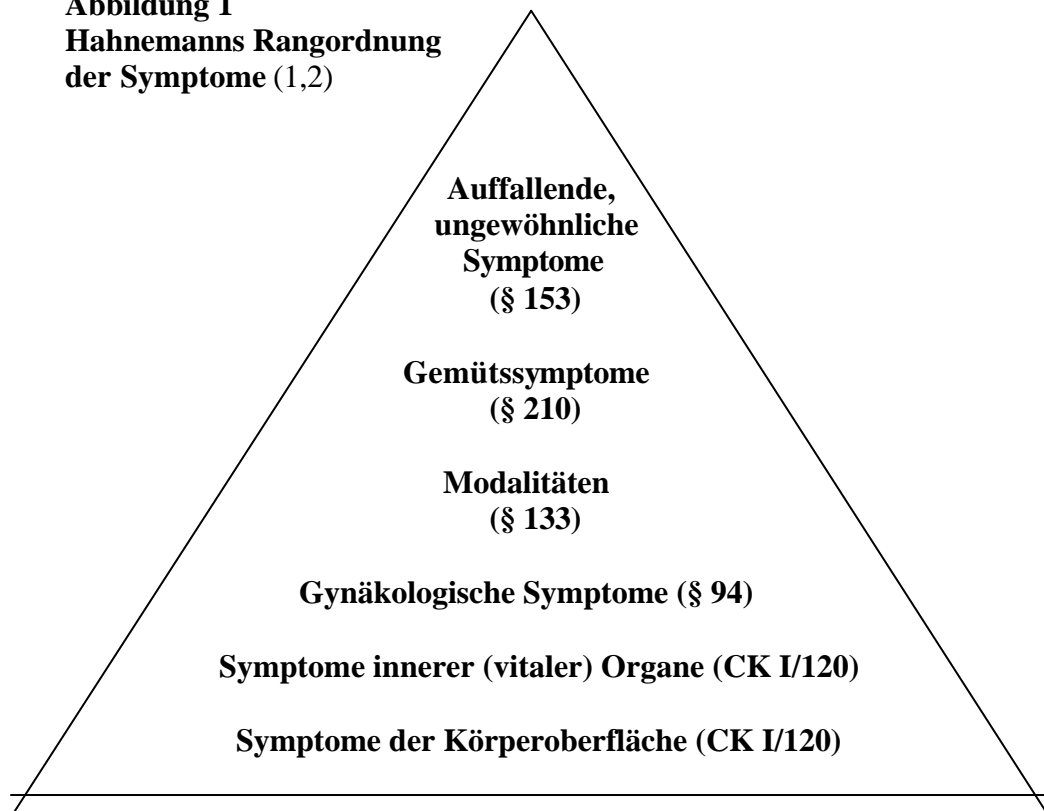 Abbildung 1
Hahnemanns Rangordnung
der Symptome (1,2)
Auffallende,
ungewöhnliche
Symptome
(§ 153)
Gemütssymptome
(§ 210)
Modalitäten
(§ 133)
Gynäkologische Symptome (§ 94)
Symptome innerer (vitaler) Organe (CK I/120)
Symptome der Körperoberfläche (CK I/120)